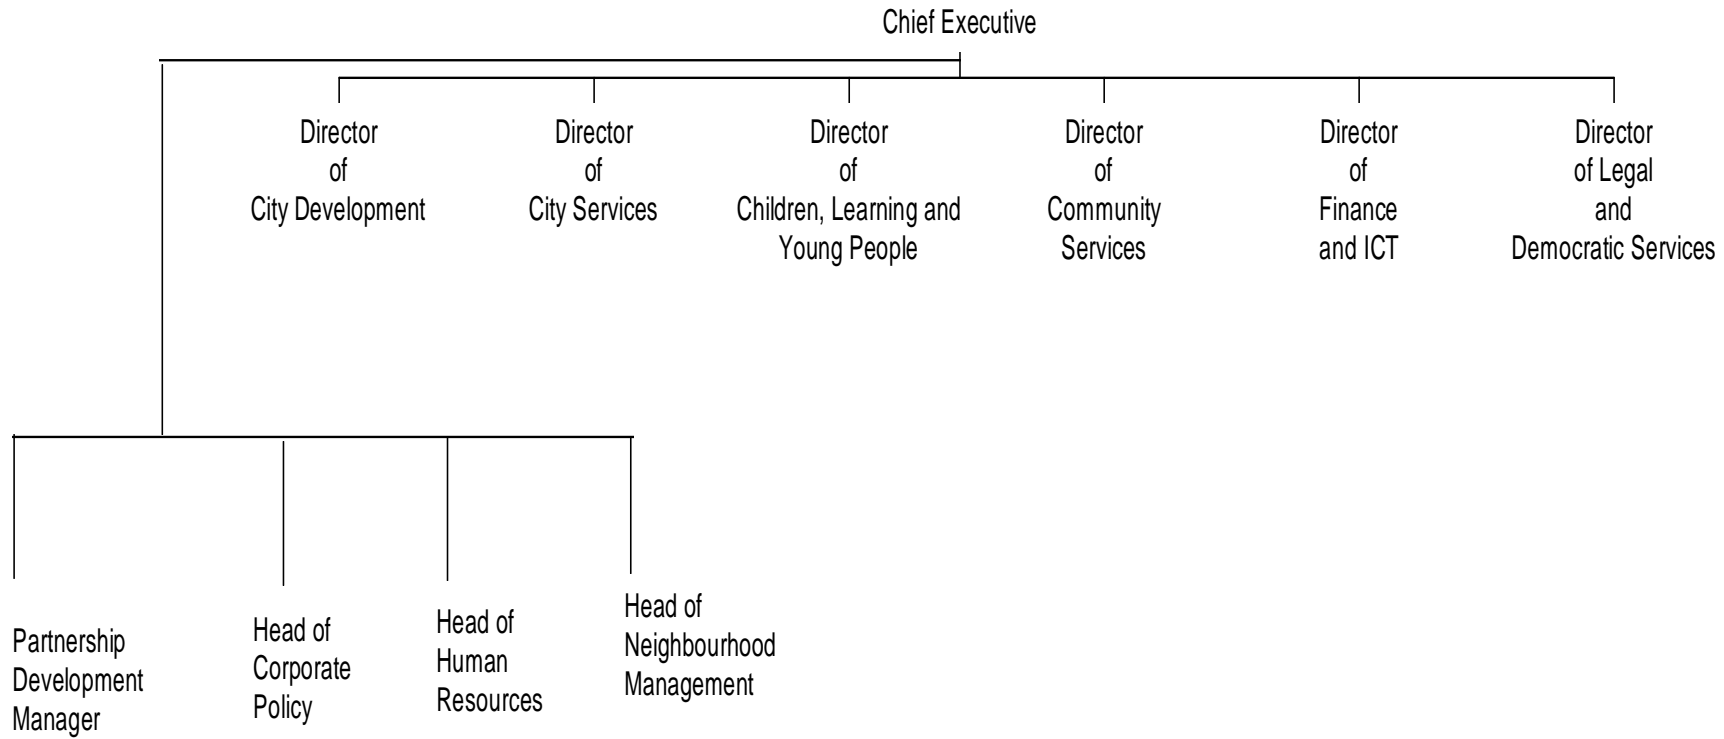 Chief Executive
Director
of
City Development
Director
of
City Services
Director
of
Children, Learning and
Young People
Director
of
Community
Services
Director
of
Finance
and ICT
Director
of Legal
and
Democratic Services
Partnership
Development
Manager
Head of
Corporate
Policy
Head of
Human
Resources
Head of
Neighbourhood
Management